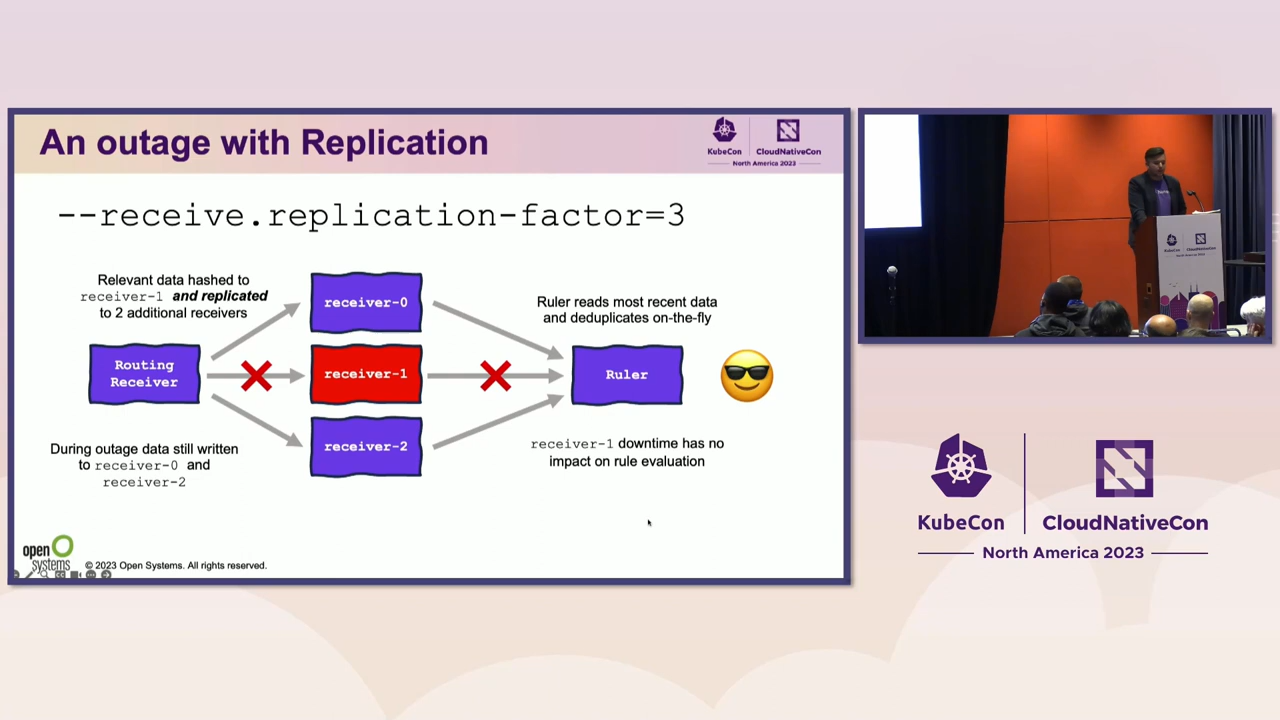 An outage with Replication
KubeCon
CloudNativeCon
North America 2023
--receive.replication-factor=3
Relevant data hashed to
receiver-1 and replicated
to 2 additional receivers
receiver-0
Ruler reads most recent data
and deduplicates on-the-fly
Routing
Receiver
receiver-1
Ruler
During outage data still written
to receiver-0 and
receiver-2
receiver-2
receiver-1 downtime has no
impact on rule evaluation
open
systems
© 2023 Open Systems. All rights reserved.
KubeCon
CloudNativeCon
North America 2023